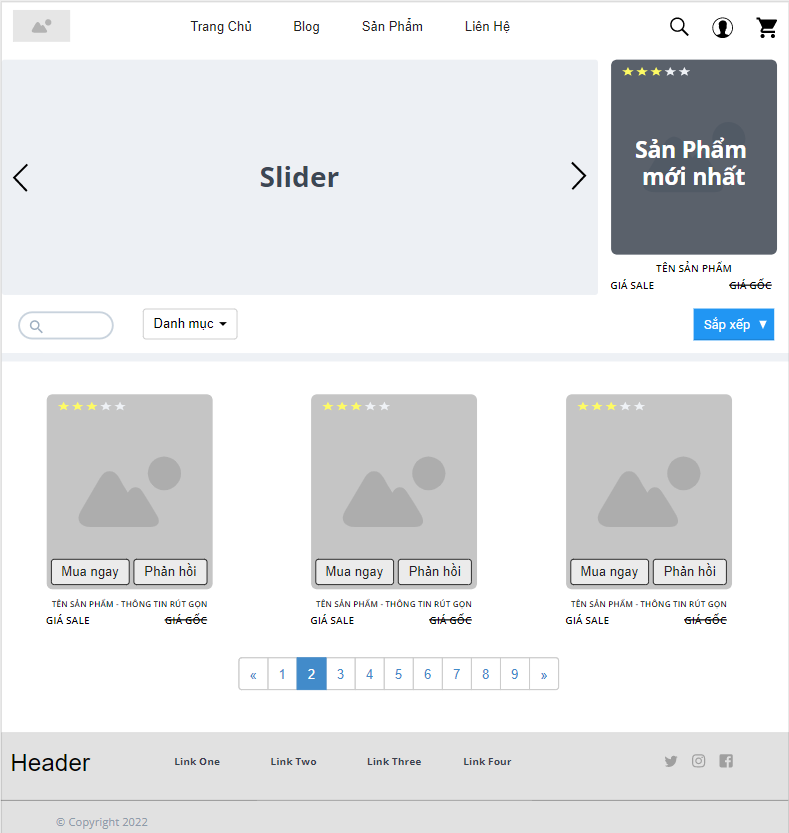 Trang Chủ Blog Sản Phẩm Liên Hệ
Slider
Sản Phẩm
mới nhất
TÊN SẢN PHẨM
GIÁ SALE GIÁ GỐC
Danh mục
Sắp xếp
Mua ngay Phản hồi Mua ngay Phản hồi Mua ngay Phản hồi
TÊN SẢN PHẨM - THÔNG TIN RÚT GỌN TÊN SẢN PHẨM - THÔNG TIN RÚT GỌN TÊN SẢN PHẨM - THÔNG TIN RÚT GỌN
GIÁ SALE GIÁ GỐC GIÁ SALE GIÁ GỐC GIÁ SALE GIÁ GỐC
« 1 2 3 4 5 6 7 8 9 »
Header Link One Link Two Link Three Link Four
© Copyright 2022